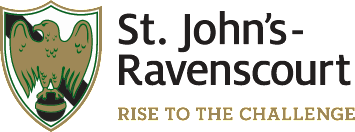 St. John's-
Ravenscourt
RISE TO THE CHALLENGE